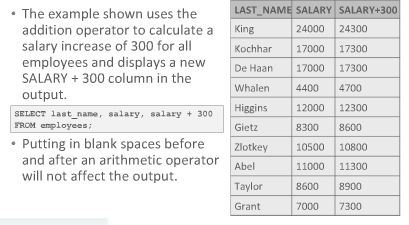 • The example shown uses the
addition operator to calculate a
salary increase of 300 for all
employees and displays a new
SALARY + 300 column in the
output.
SELECT last_name, salary, salary + 300
FROM employees;
• Putting in blank spaces before
and after an arithmetic operator
will not affect the output.
LAST_NAME SALARY SALARY+300
King 24000 24300
Kochhar 17000 17300
De Haan 17000 17300
Whalen 4400 4700
Higgins 12000 12300
Gietz 8300 8600
Zlotkey 10500 10800
Abel 11000 11300
Taylor 8600 8900
Grant 7000 7300